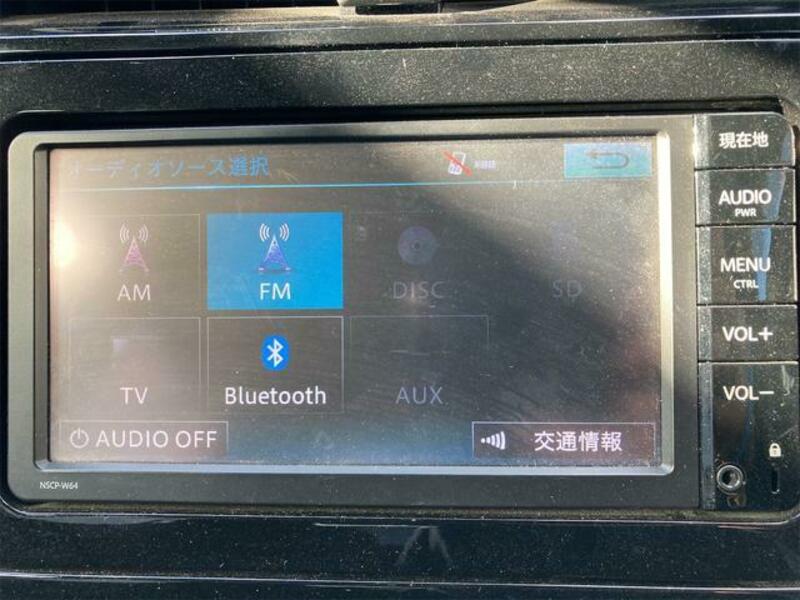 オーディオソース選択
現在地
AUDIO
PWR
AM
FM
DISC
SD
MENU
CTRL
VOL+
TV
Bluetooth
AUX
VOL−
AUDIO OFF
交通情報
NSCP-W64